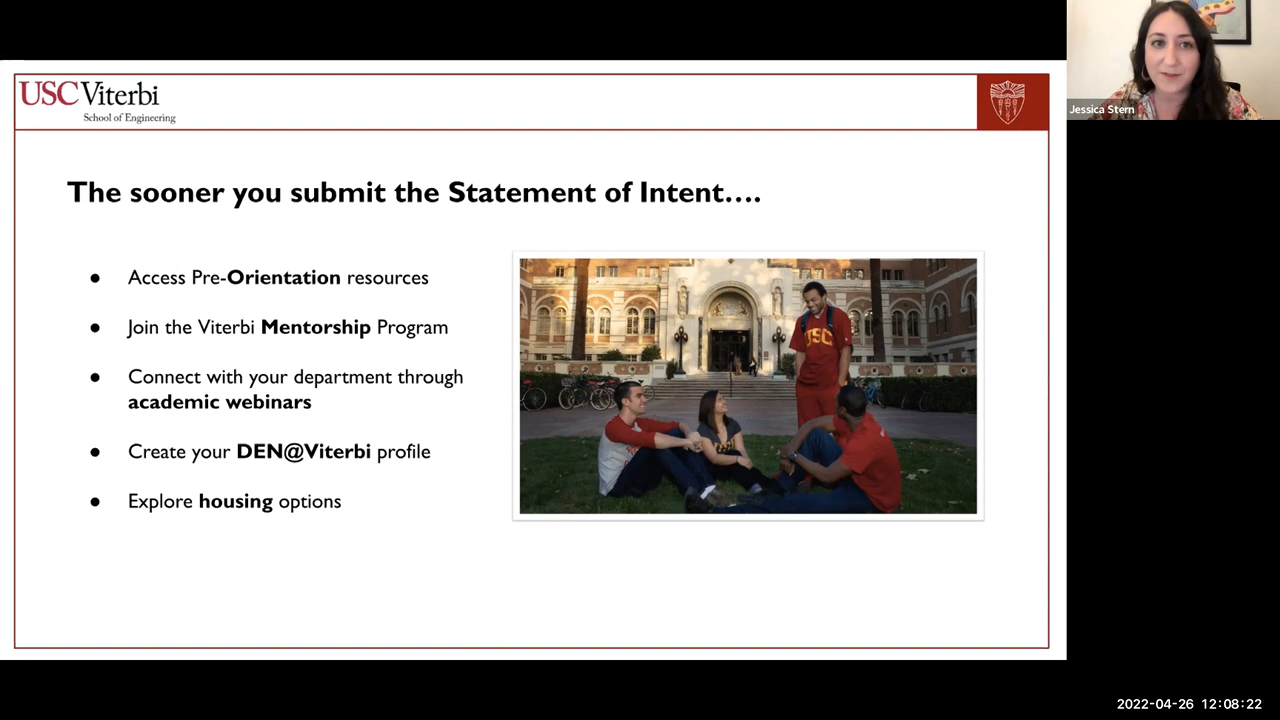 USC Viterbi
School of Engineering
Jessica Stern
The sooner you submit the Statement of Intent….
● Access Pre-Orientation resources
● Join the Viterbi Mentorship Program
● Connect with your department through
academic webinars
● Create your DEN@Viterbi profile
● Explore housing options
USC
2022-04-26 12:08:22